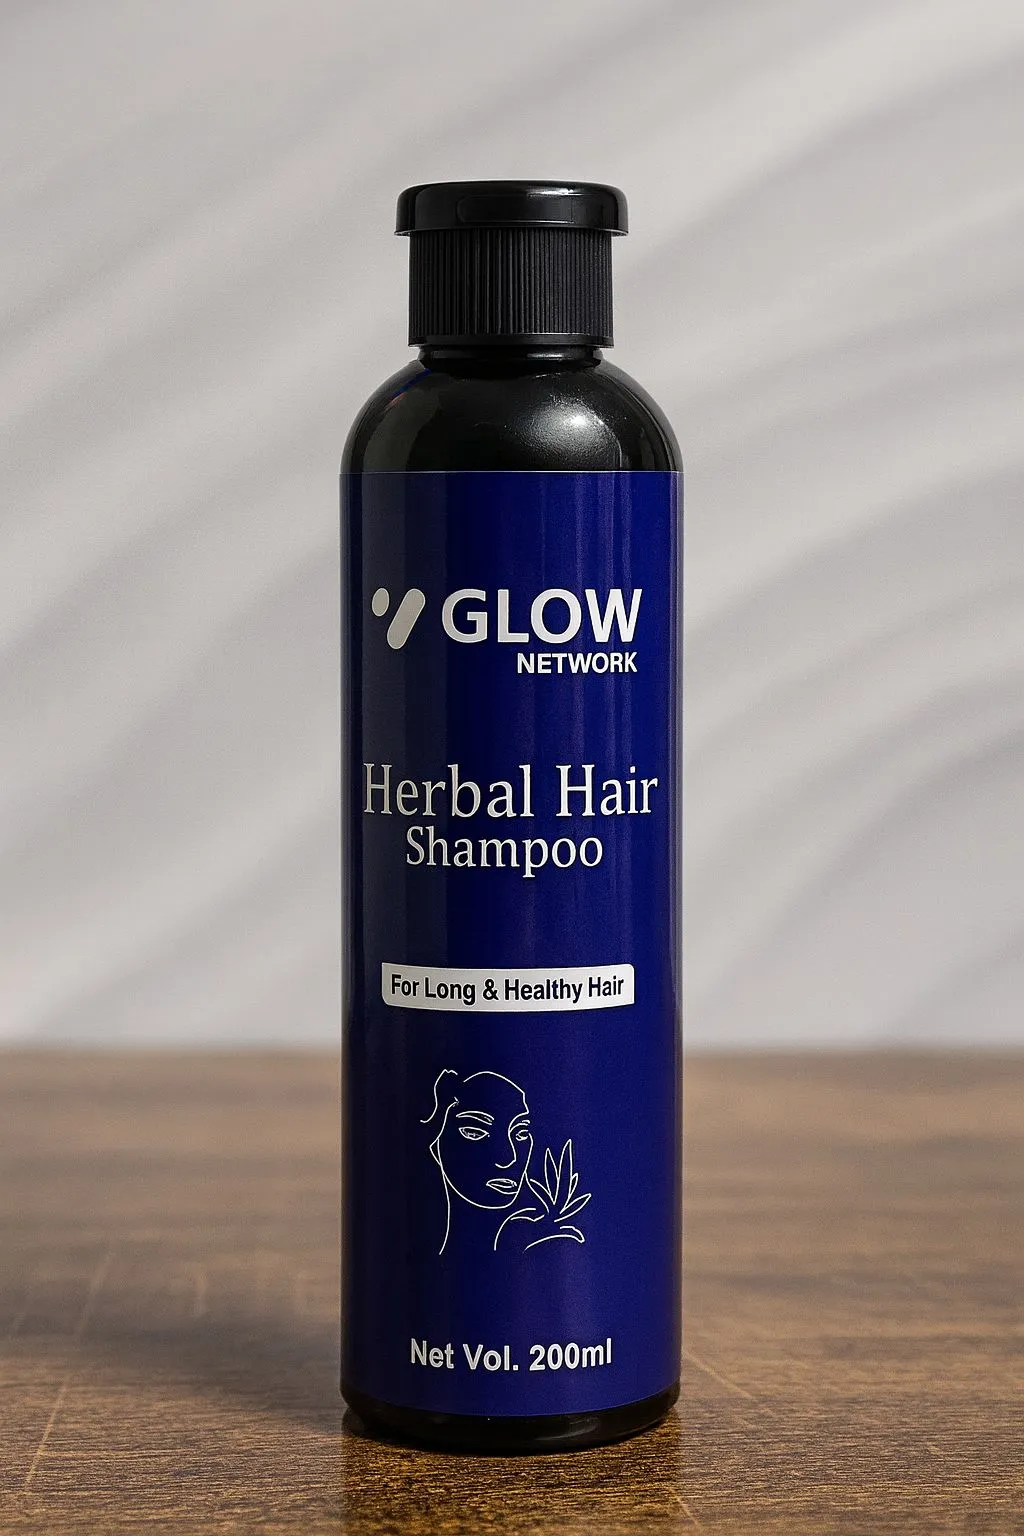 GLOW
NETWORK
Herbal Hair
Shampoo
For Long & Healthy Hair
Net Vol. 200ml